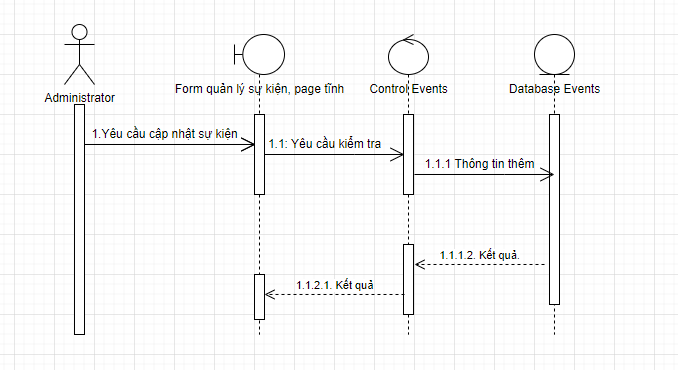 Administrator
Form quản lý sự kiện, page tĩnh
Control Events
Database Events
1.Yêu cầu cập nhật sự kiện
1.1: Yêu cầu kiểm tra
1.1.1 Thông tin thêm
1.1.1.2. Kết quả.
1.1.2.1. Kết quả